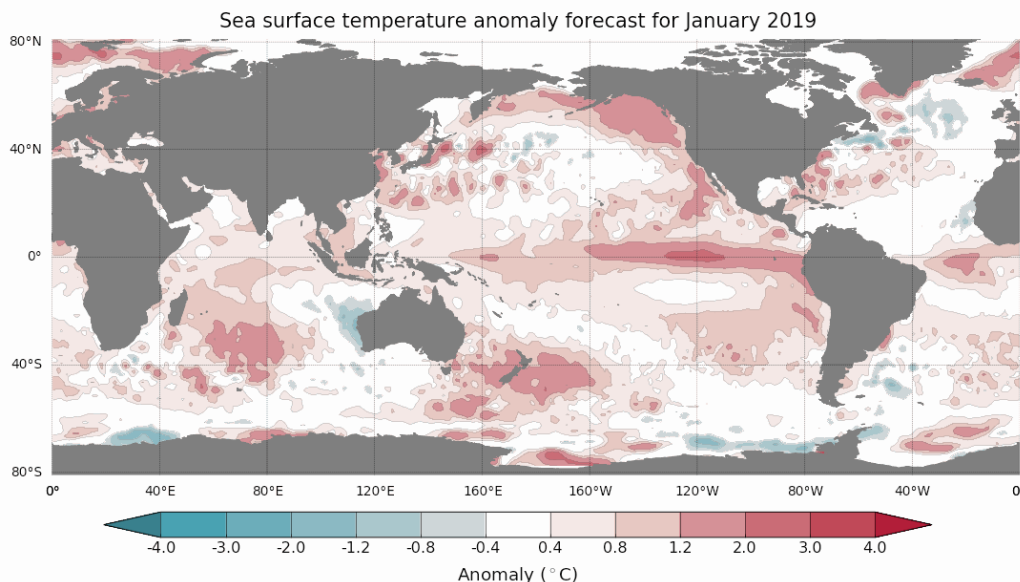 Sea surface temperature anomaly forecast for January 2019
80°N
40°N
0°
40°S
80°S
0° 40°E 80°E 120°E 160°E 160°W 120°W 80°W 40°W 0
-4.0 -3.0 -2.0 -1.2 -0.8 -0.4 0.4 0.8 1.2 2.0 3.0 4.0
Anomaly (°C)